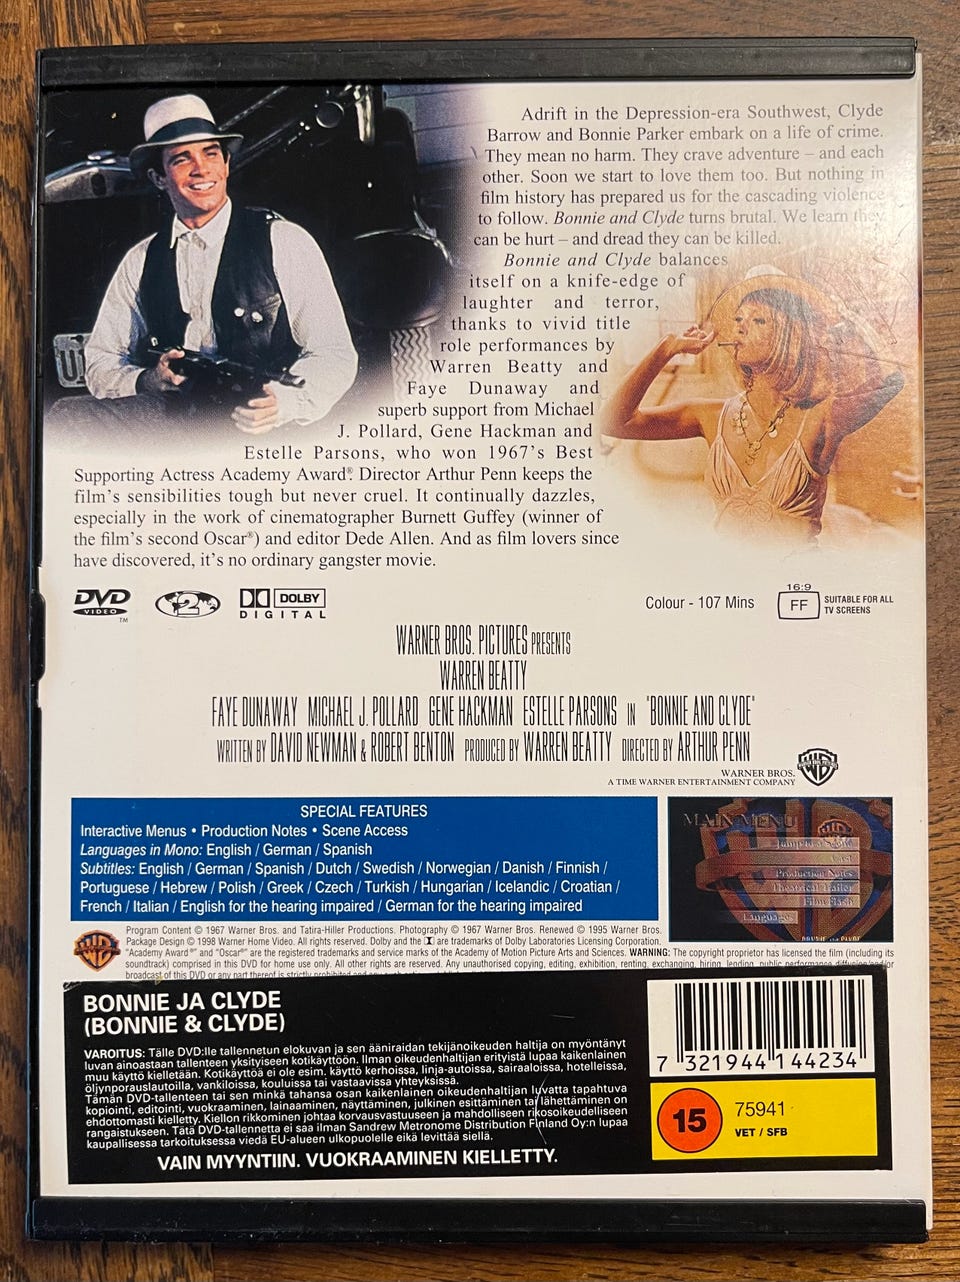 Adrift in the Depression-era Southwest, Clyde
Barrow and Bonnie Parker embark on a life of crime.
They mean no harm. They crave adventure – and each
other. Soon we start to love them too. But nothing in
film history has prepared us for the cascading violence
to follow. Bonnie and Clyde turns brutal. We learn they
can be hurt – and dread they can be killed.
Bonnie and Clyde balances
itself on a knife-edge of
laughter and terror,
thanks to vivid title
role performances by
Warren Beatty and
Faye Dunaway and
superb support from Michael
J. Pollard, Gene Hackman and
Estelle Parsons, who won 1967's Best
Supporting Actress Academy Award®. Director Arthur Penn keeps the
film's sensibilities tough but never cruel. It continually dazzles,
especially in the work of cinematographer Burnett Guffey (winner of
the film's second Oscar®) and editor Dede Allen. And as film lovers since
have discovered, it's no ordinary gangster movie.
DVD VIDEO TM
2
DOLBY DIGITAL
Colour - 107 Mins
16:9
FF
SUITABLE FOR ALL
TV SCREENS
WARNER BROS. PICTURES PRESENTS
WARREN BEATTY
FAYE DUNAWAY MICHAEL J. POLLARD GENE HACKMAN ESTELLE PARSONS IN "BONNIE AND CLYDE"
WRITTEN BY DAVID NEWMAN & ROBERT BENTON PRODUCED BY WARREN BEATTY DIRECTED BY ARTHUR PENN
WARNER BROS.
A TIME WARNER ENTERTAINMENT COMPANY
SPECIAL FEATURES
Interactive Menus • Production Notes • Scene Access
Languages in Mono: English / German / Spanish
Subtitles: English / German / Spanish / Dutch / Swedish / Norwegian / Danish / Finnish /
Portuguese / Hebrew / Polish / Greek / Czech / Turkish / Hungarian / Icelandic / Croatian /
French / Italian / English for the hearing impaired / German for the hearing impaired
MAIN MENU
Cast
Production Notes
Theatrical Trailer
Film Flash
Languages
Program Content © 1967 Warner Bros. and Tatira-Hiller Productions. Photography © 1967 Warner Bros. Renewed © 1995 Warner Bros.
Package Design © 1998 Warner Home Video. All rights reserved. Dolby and the are trademarks of Dolby Laboratories Licensing Corporation.
"Academy Award®" and "Oscar®" are the registered trademarks and service marks of the Academy of Motion Picture Arts and Sciences. WARNING: The copyright proprietor has licensed the film (including its
soundtrack) comprised in this DVD for home use only. All other rights are reserved. Any unauthorised copying, editing, exhibition, renting, exchanging, hiring, lending, public performance, diffusion and/or
broadcast of this DVD or any part thereof is strictly prohibited and
BONNIE JA CLYDE
(BONNIE & CLYDE)
VAROITUS: Tälle DVD:lle tallennetun elokuvan ja sen ääniraidan tekijänoikeuden haltija on myöntänyt
luvan ainoastaan tallenteen yksityiseen kotikäyttöön. Ilman oikeudenhaltijan erityistä lupaa kaikenlainen
muu käyttö kielletään. Kotikäyttöä ei ole esim. käyttö kerhoissa, linja-autoissa, sairaaloissa, hotelleissa,
öljynporauslautoilla, vankiloissa, kouluissa tai vastaavissa yhteyksissä.
Tämän DVD-tallenteen tai sen minkä tahansa osan kaikenlainen oikeudenhaltijan luvatta tapahtuva
kopiointi, editointi, vuokraaminen, lainaaminen, näyttäminen, julkinen esittäminen tai lähettäminen on
ehdottomasti kielletty. Kiellon rikkominen johtaa korvausvastuuseen ja mahdolliseen rikosoikeudelliseen
rangaistukseen. Tätä DVD-tallennetta ei saa ilman Sandrew Metronome Distribution Finland Oy:n lupaa
kaupallisessa tarkoituksessa viedä EU-alueen ulkopuolelle eikä levittää siellä.
VAIN MYYNTIIN. VUOKRAAMINEN KIELLETTY.
7 321944 144234
15
75941
VET / SFB